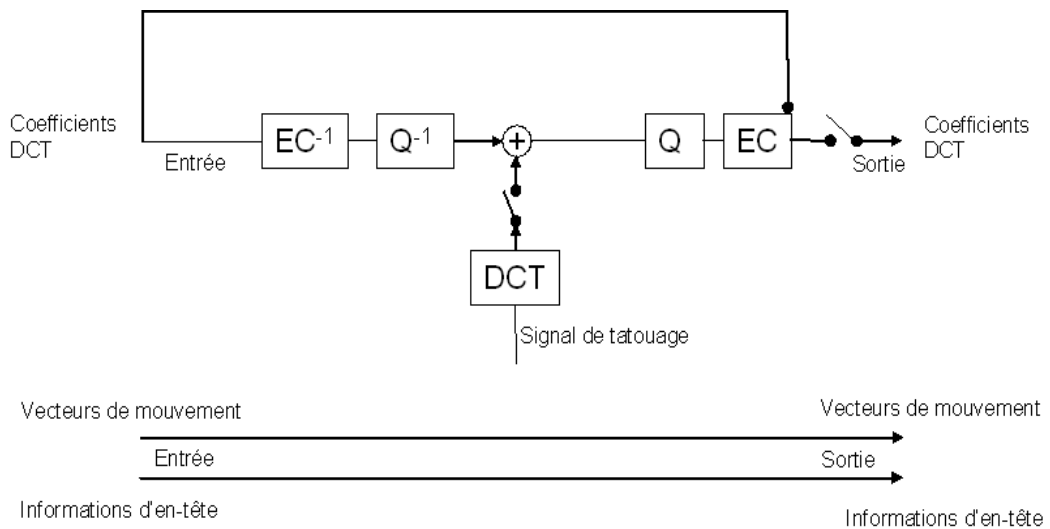 Coefficients
DCT
Entrée
EC-1
Q-1
+
Q
EC
Sortie
Coefficients
DCT
DCT
Signal de tatouage
Vecteurs de mouvement
Vecteurs de mouvement
Entrée
Sortie
Informations d'en-tête
Informations d'en-tête